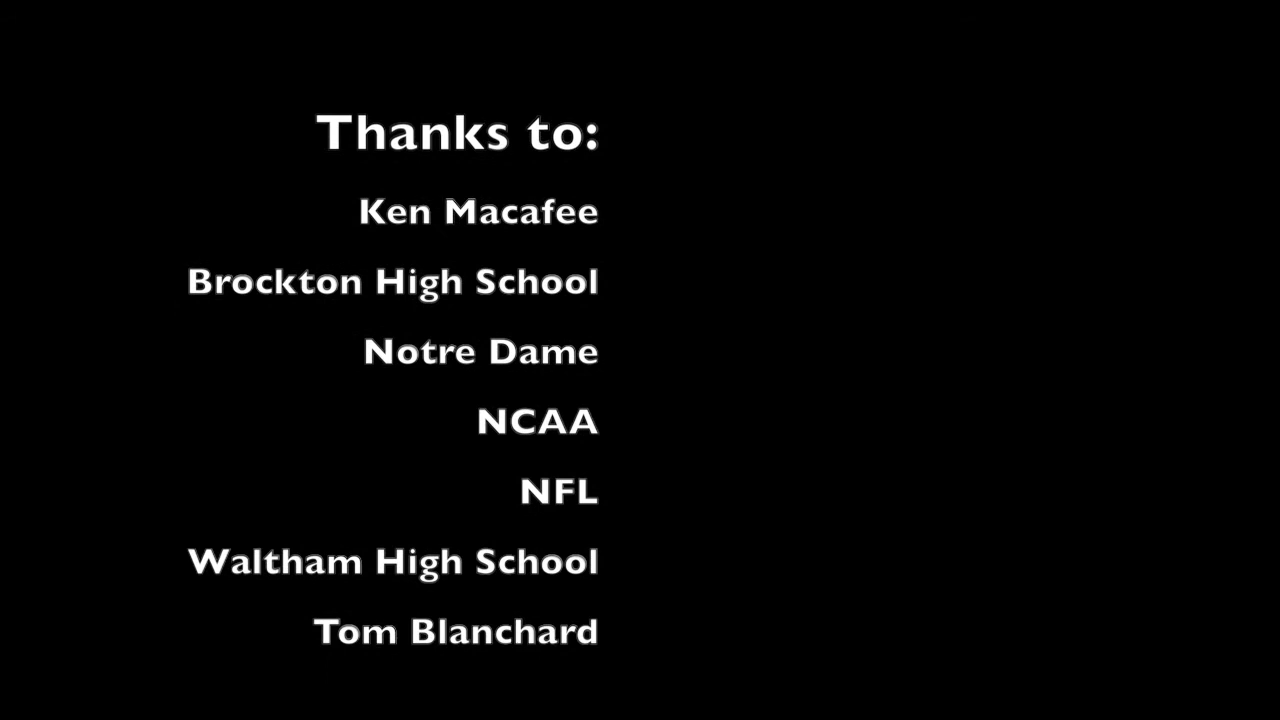 Thanks to:
Ken Macafee
Brockton High School
Notre Dame
NCAA
NFL
Waltham High School
Tom Blanchard